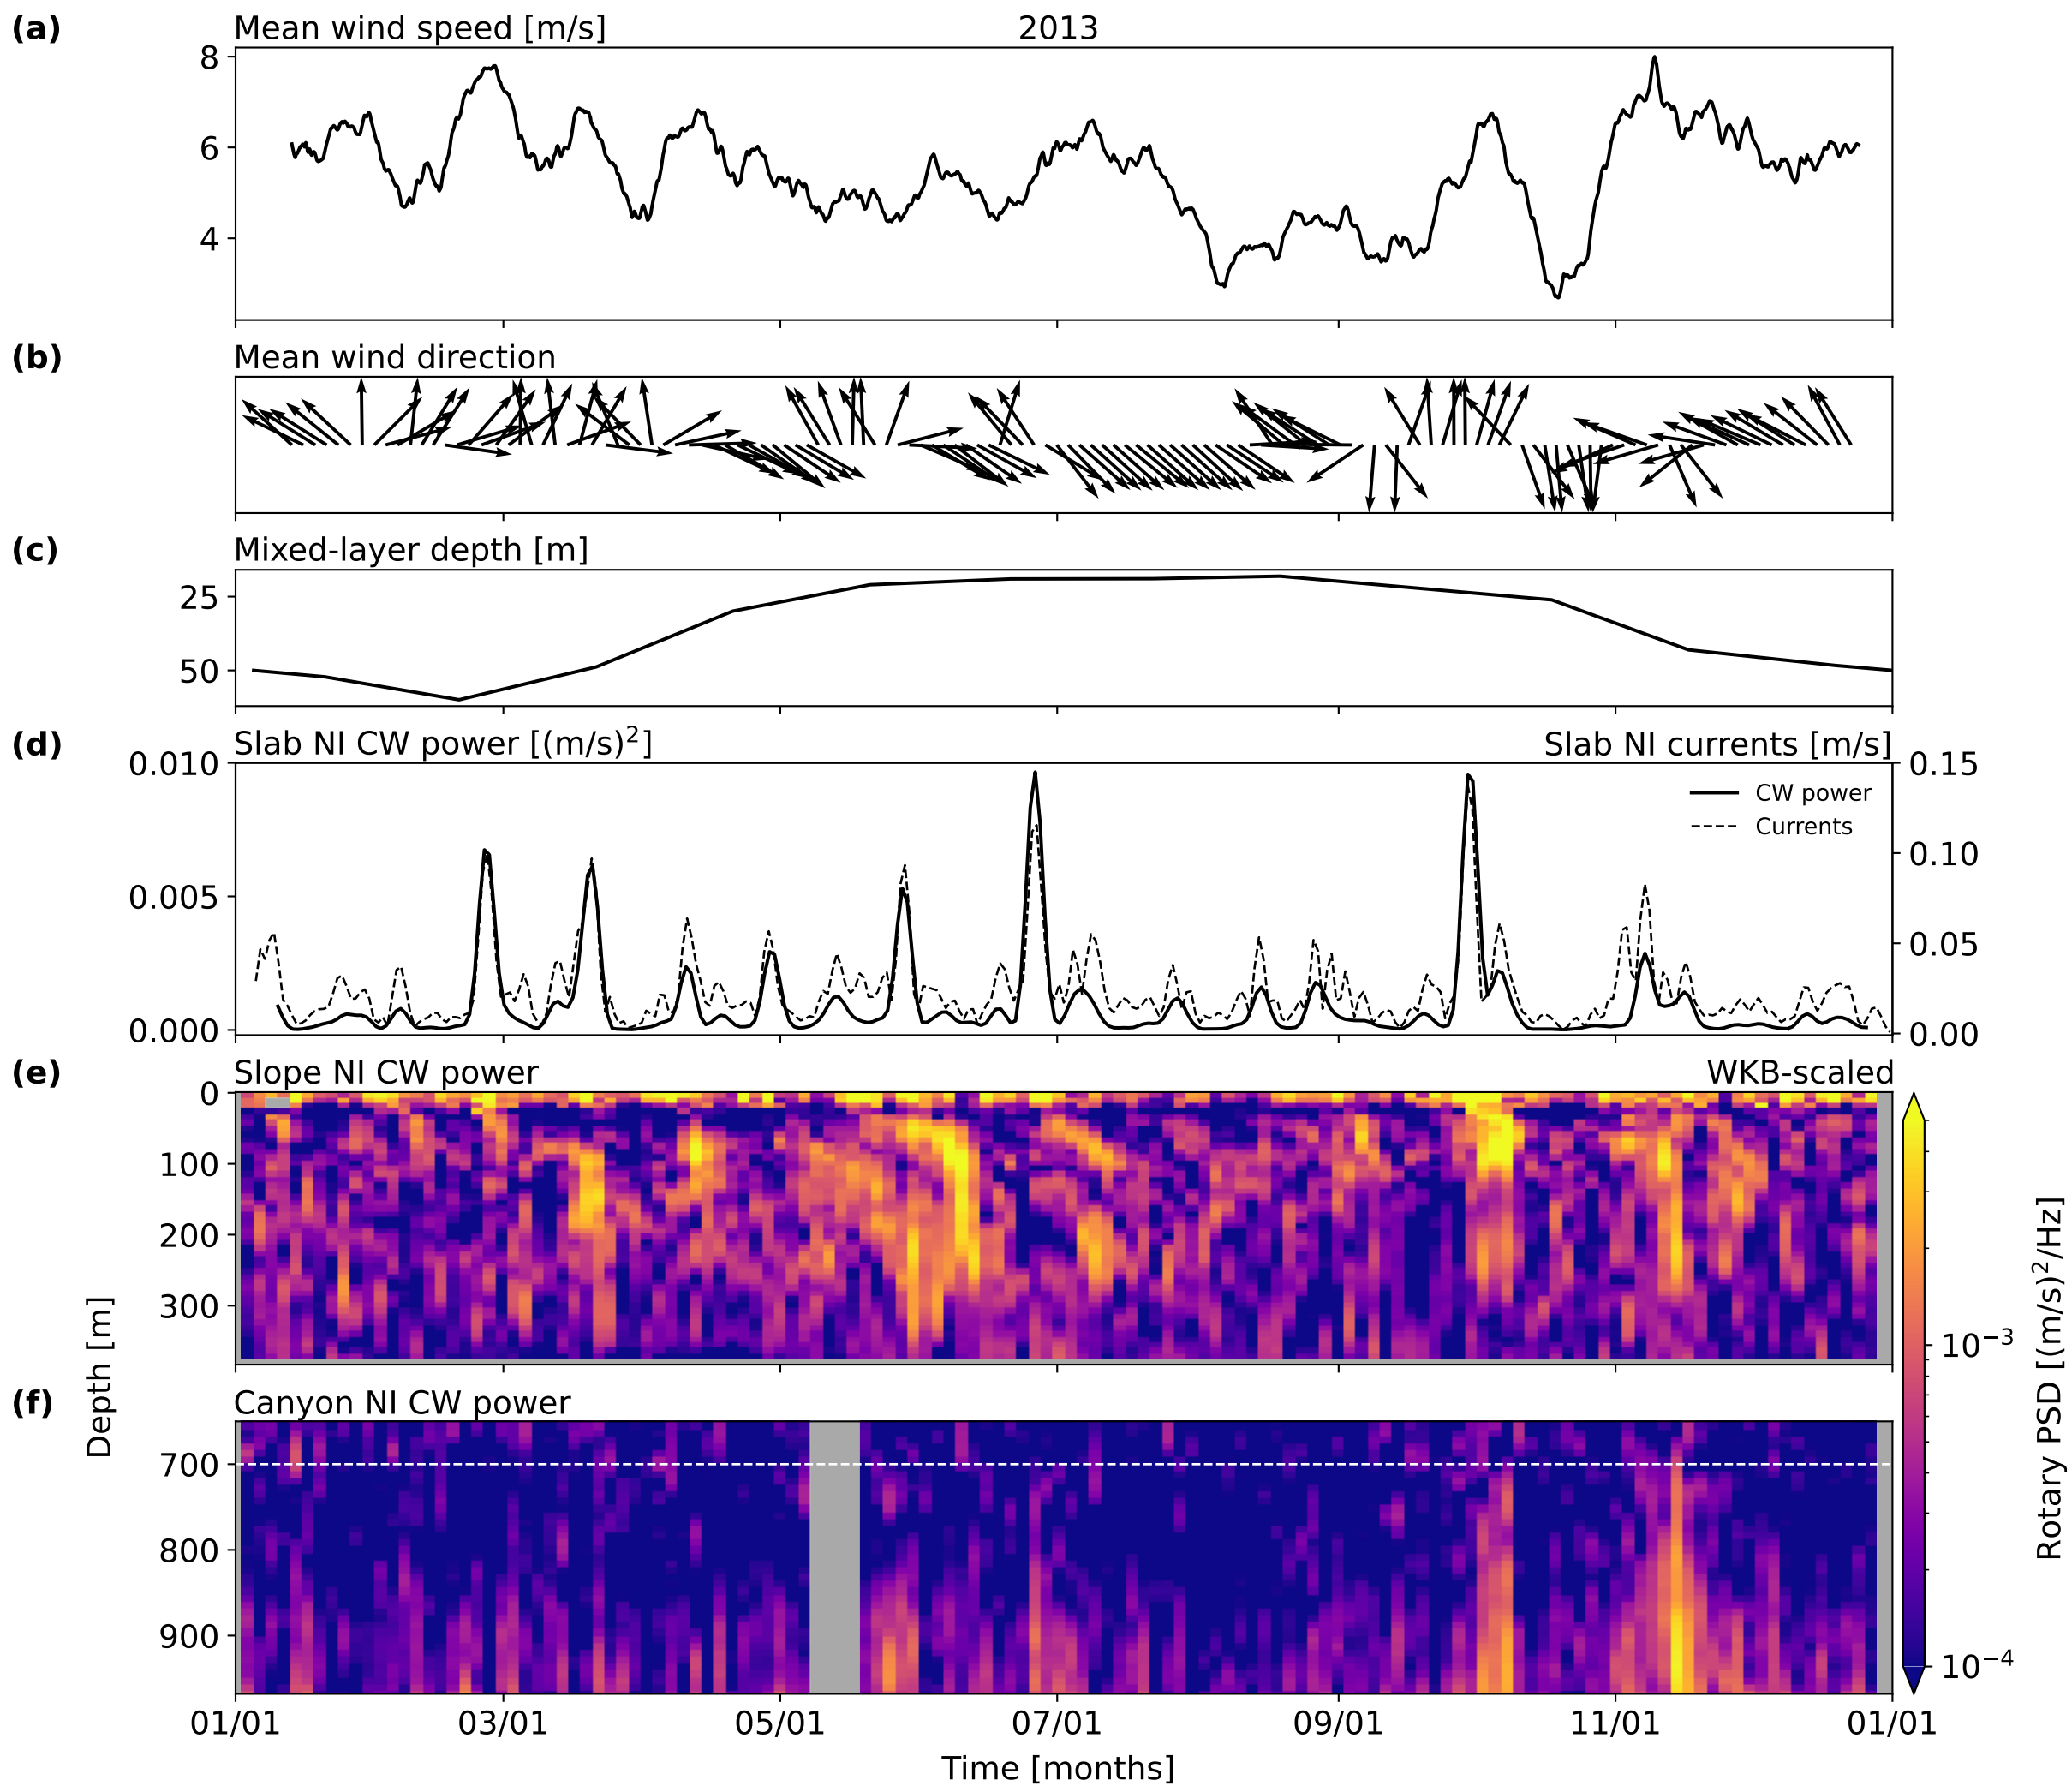 (a) Mean wind speed [m/s] 2013
8
6
4
(b) Mean wind direction
(c) Mixed-layer depth [m]
25
50
(d) Slab NI CW power [(m/s)²] Slab NI currents [m/s]
0.010 0.15
CW power
Currents
0.10
0.005
0.05
0.000 0.00
(e) Slope NI CW power WKB-scaled
0
100
200
300
10⁻³
(f) Canyon NI CW power
700
800
900
10⁻⁴
Depth [m]
Rotary PSD [(m/s)²/Hz]
01/01 03/01 05/01 07/01 09/01 11/01 01/01
Time [months]